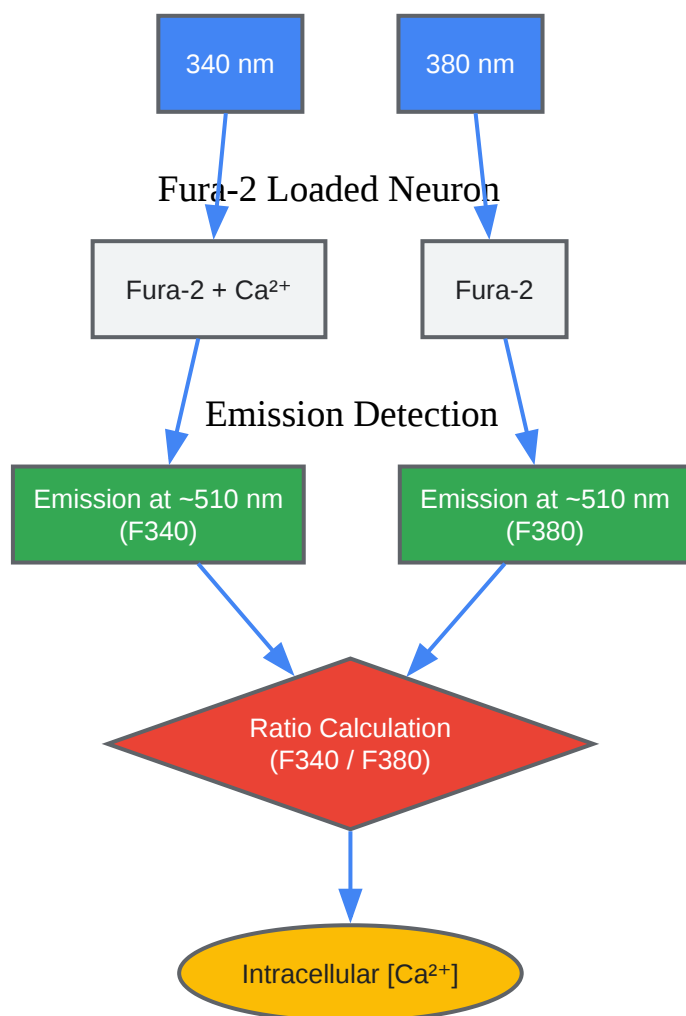 340 nm
380 nm
Fura-2 Loaded Neuron
Fura-2 + Ca²⁺
Fura-2
Emission Detection
Emission at ~510 nm
(F340)
Emission at ~510 nm
(F380)
Ratio Calculation
(F340 / F380)
Intracellular [Ca²⁺]